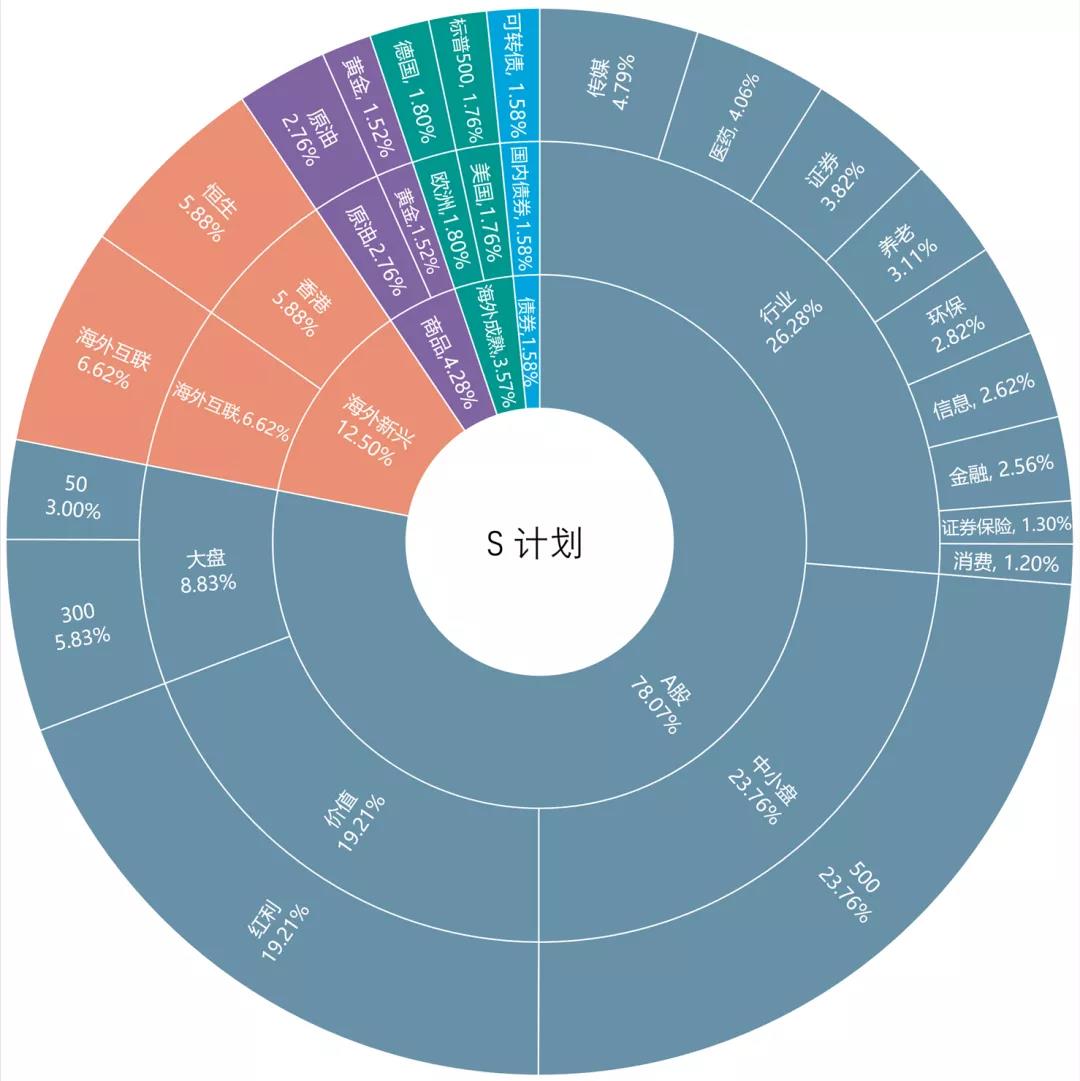 S 计划
A股
78.07%
行业
26.28%
传媒
4.79%
医药, 4.06%
证券
3.82%
养老
3.11%
环保
2.82%
信息, 2.62%
金融, 2.56%
证券保险, 1.30%
消费, 1.20%
中小盘
23.76%
500
23.76%
价值
19.21%
红利
19.21%
大盘
8.83%
300
5.83%
50
3.00%
海外新兴
12.50%
海外互联,6.62%
海外互联
6.62%
香港
5.88%
恒生
5.88%
商品,4.28%
原油,2.76%
原油
2.76%
黄金,1.52%
黄金, 1.52%
海外成熟,3.57%
欧洲,1.80%
德国, 1.80%
美国,1.76%
标普500, 1.76%
债券,1.58%
国内债券,1.58%
可转债, 1.58%